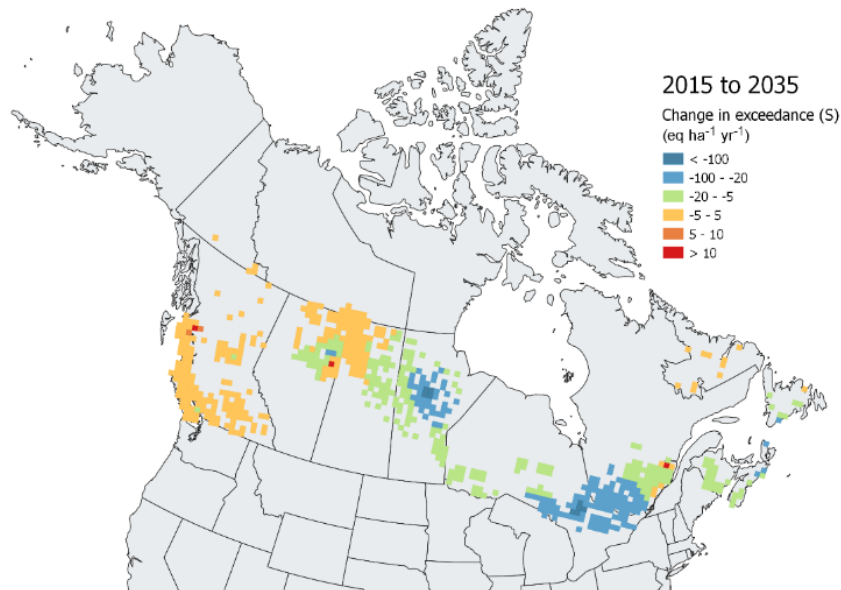 2015 to 2035
Change in exceedance (S)
(eq ha⁻¹ yr⁻¹)
< -100
-100 - -20
-20 - -5
-5 - 5
5 - 10
> 10